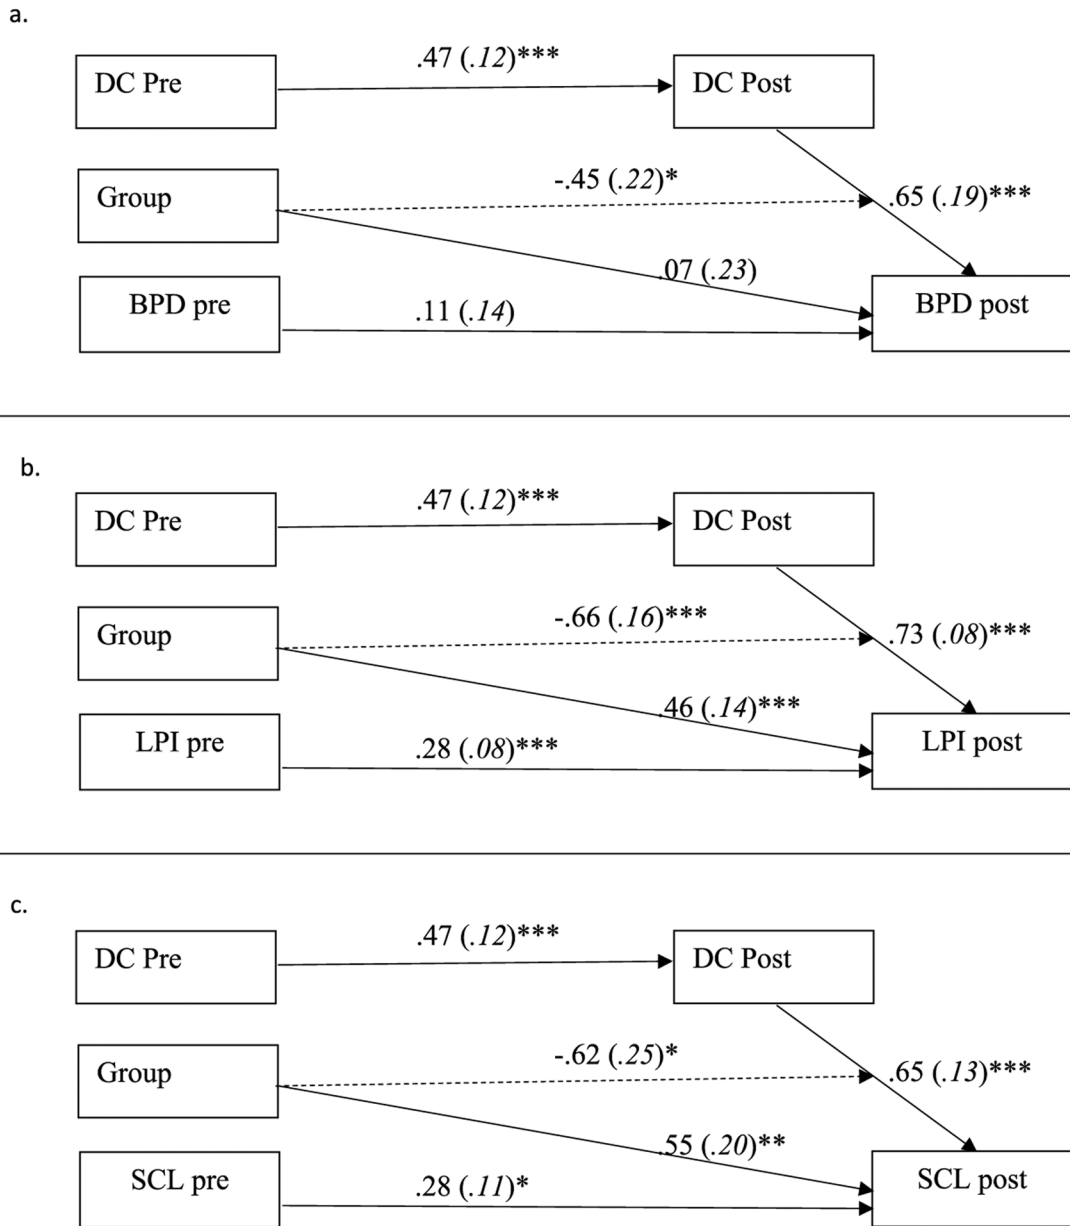 a.
.47 (.12)***
DC Pre
DC Post
-.45 (.22)*
Group
.65 (.19)***
.07 (.23)
BPD pre
.11 (.14)
BPD post
b.
.47 (.12)***
DC Pre
DC Post
-.66 (.16)***
Group
.73 (.08)***
.46 (.14)***
LPI pre
.28 (.08)***
LPI post
c.
.47 (.12)***
DC Pre
DC Post
-.62 (.25)*
Group
.65 (.13)***
.55 (.20)**
SCL pre
.28 (.11)*
SCL post